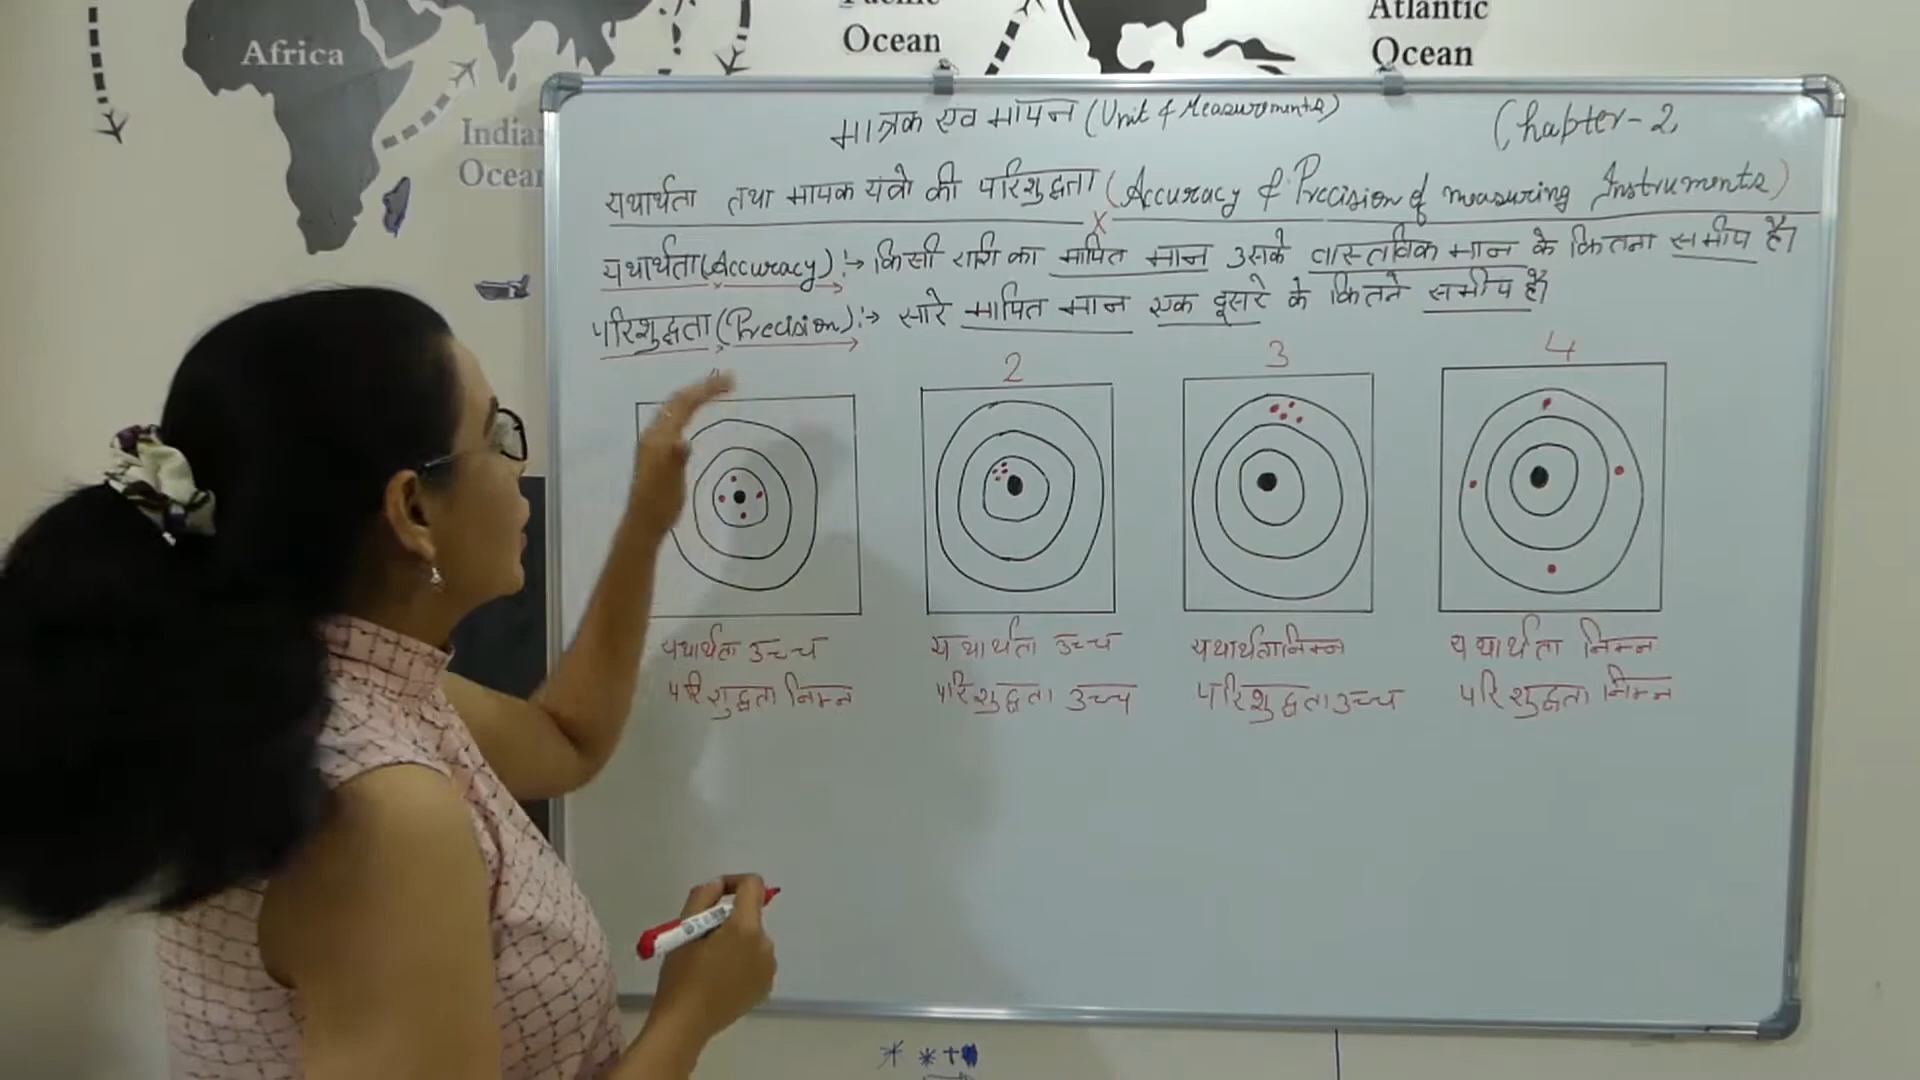 Africa
Pacific
Ocean
Atlantic
Ocean
Ocean
मात्रक एव मापन (Unit & Measurements)
Chapter-2
यथार्थता तथा मापक यंत्रो की परिशुद्धता (Accuracy & Precision of measuring Instruments)
यथार्थता (Accuracy) :→ किसी राशि का मापित मान उसके वास्तविक मान के कितना समीप है।
परिशुद्धता (Precision) :→ सारे मापित मान एक दूसरे के कितने समीप है।
2
3
4
यथार्थता उच्च
परिशुद्धता निम्न
यथार्थता उच्च
परिशुद्धता उच्च
यथार्थता निम्न
परिशुद्धता उच्च
यथार्थता निम्न
परिशुद्धता निम्न